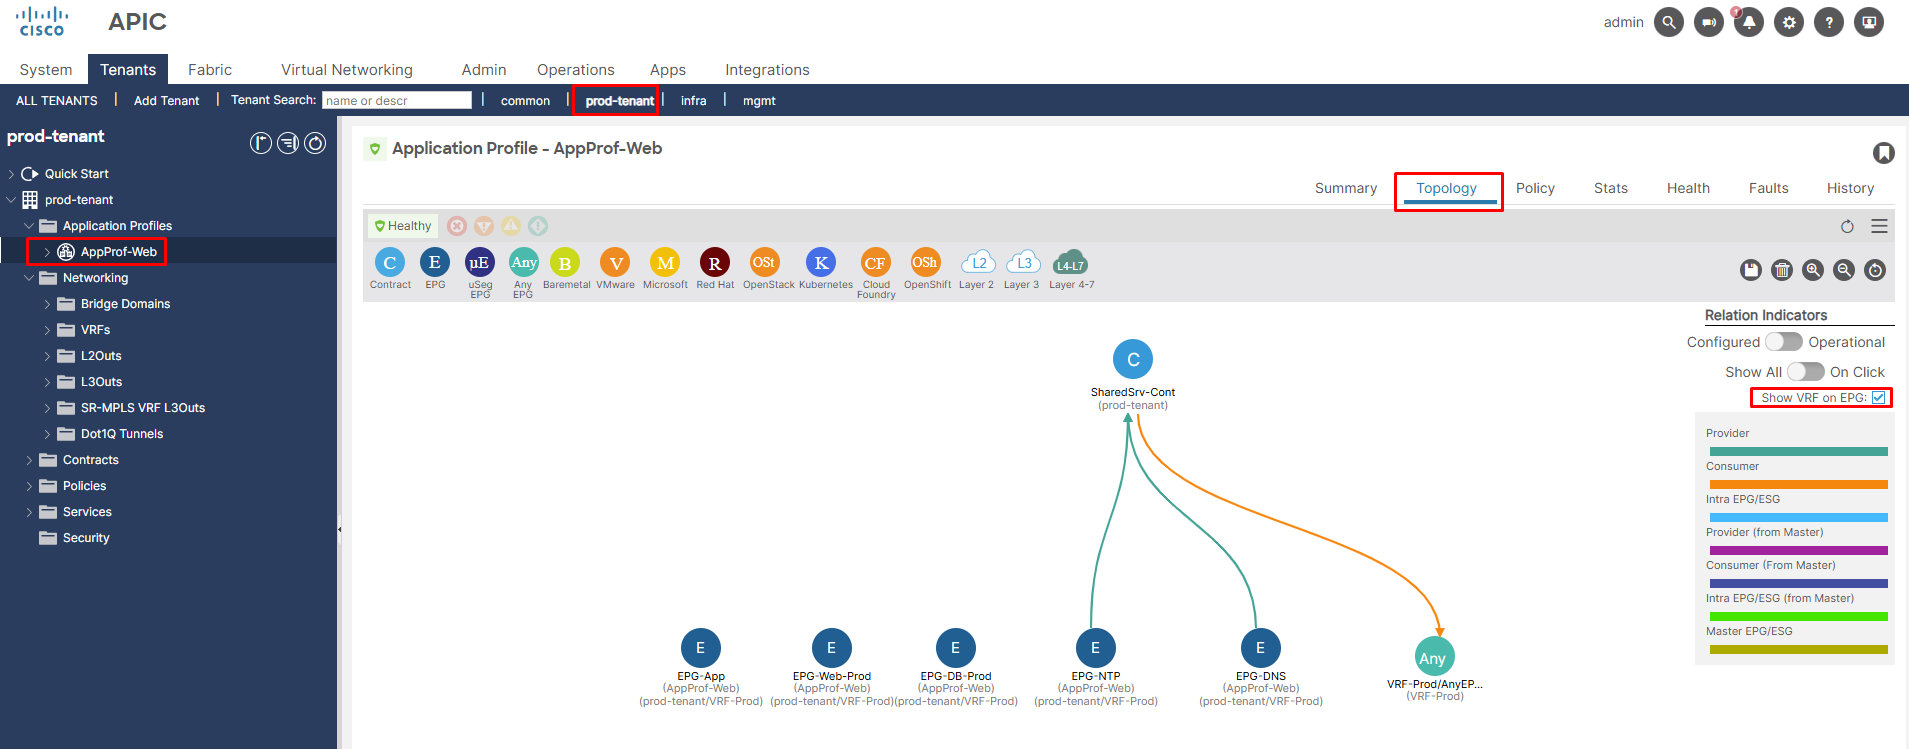 CISCO
APIC
admin
System Tenants Fabric Virtual Networking Admin Operations Apps Integrations
ALL TENANTS | Add Tenant | Tenant Search: name or descr | common | prod-tenant | infra | mgmt
prod-tenant
Quick Start
prod-tenant
Application Profiles
AppProf-Web
Networking
Bridge Domains
VRFs
L2Outs
L3Outs
SR-MPLS VRF L3Outs
Dot1Q Tunnels
Contracts
Policies
Services
Security
Application Profile - AppProf-Web
Summary Topology Policy Stats Health Faults History
Healthy
C E µE Any B V M R OSt K CF OSh L2 L3 L4-L7
Contract EPG uSeg EPG Any EPG Baremetal VMware Microsoft Red Hat OpenStack Kubernetes Cloud Foundry OpenShift Layer 2 Layer 3 Layer 4-7
Relation Indicators
Configured Operational
Show All On Click
Show VRF on EPG:
Provider
Consumer
Intra EPG/ESG
Provider (from Master)
Consumer (From Master)
Intra EPG/ESG (from Master)
Master EPG/ESG
C
SharedSrv-Cont
(prod-tenant)
E E E E E Any
EPG-App EPG-Web-Prod EPG-DB-Prod EPG-NTP EPG-DNS VRF-Prod/AnyEP...
(AppProf-Web) (AppProf-Web) (AppProf-Web) (AppProf-Web) (AppProf-Web) (VRF-Prod)
(prod-tenant/VRF-Prod) (prod-tenant/VRF-Prod) (prod-tenant/VRF-Prod) (prod-tenant/VRF-Prod) (prod-tenant/VRF-Prod)